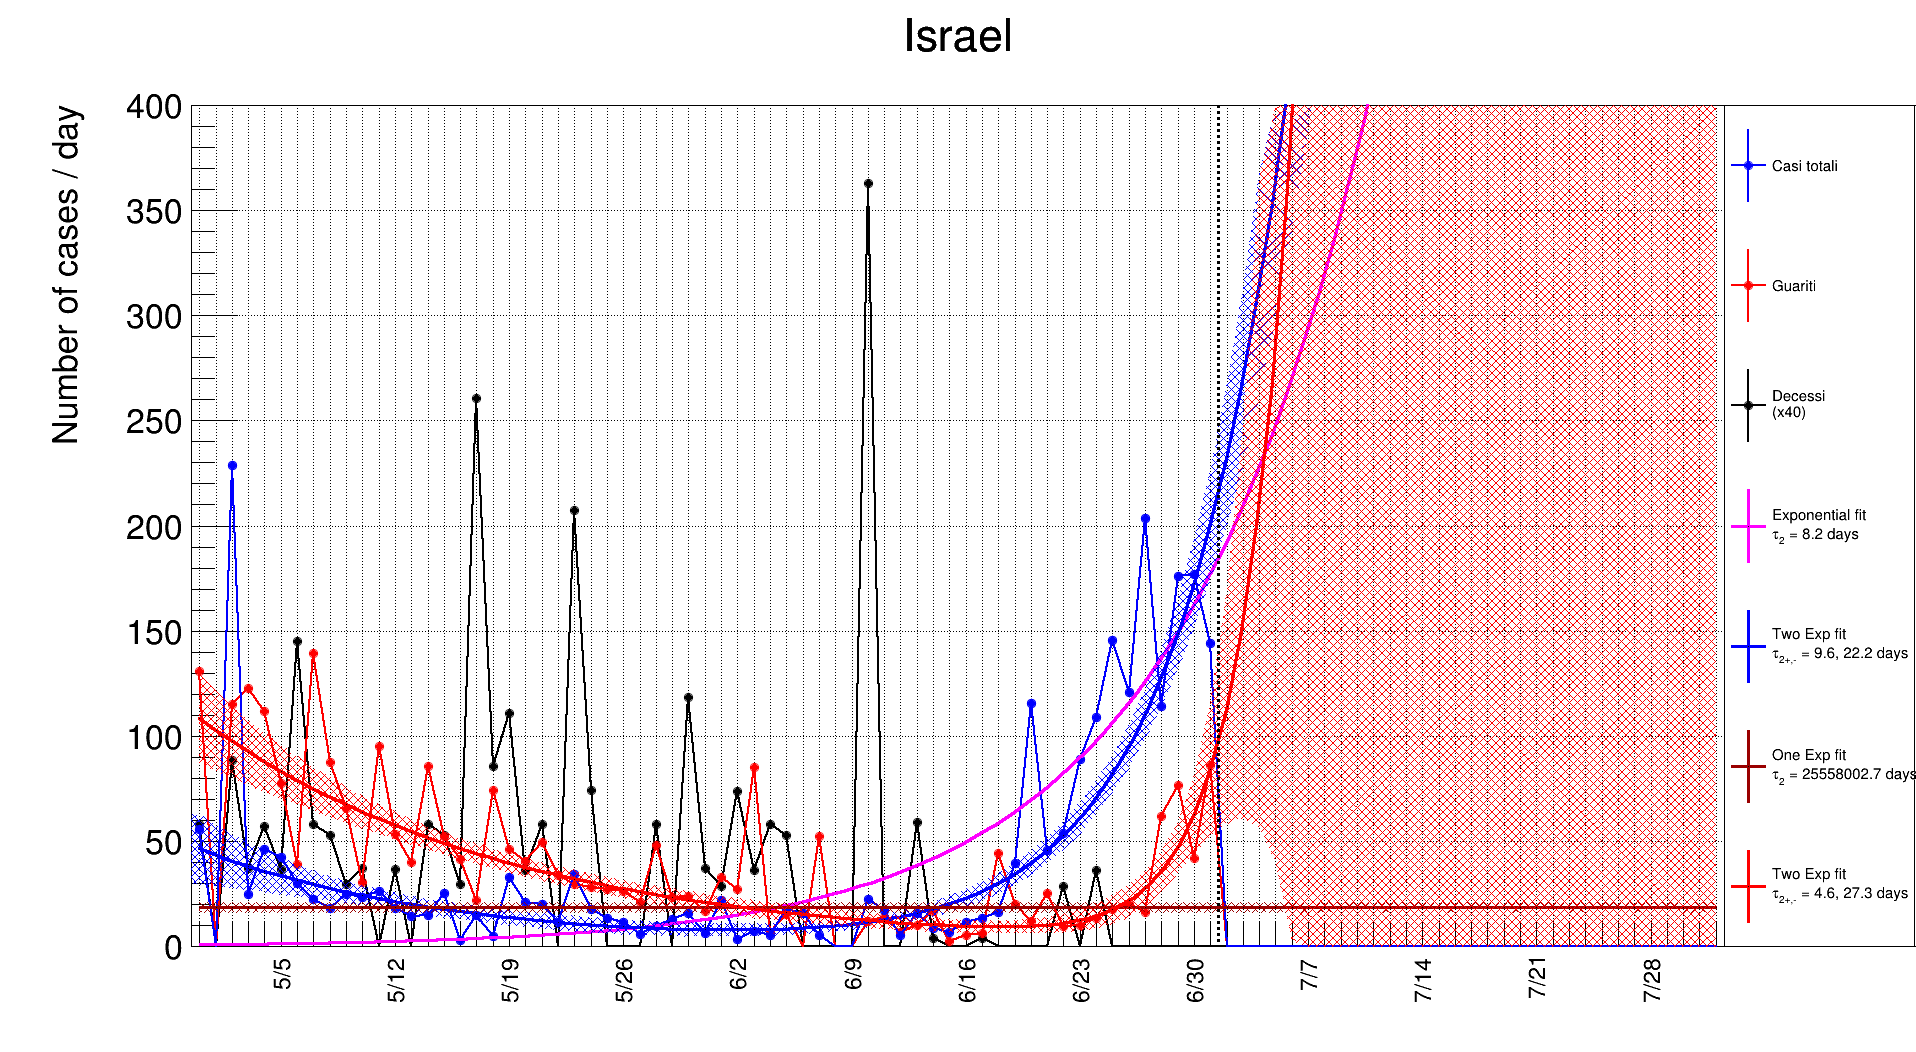 Israel
Number of cases / day
400
350
300
250
200
150
100
50
0
5/5
5/12
5/19
5/26
6/2
6/9
6/16
6/23
6/30
7/7
7/14
7/21
7/28
Casi totali
Guariti
Decessi
(x40)
Exponential fit
τ2 = 8.2 days
Two Exp fit
τ2+,- = 9.6, 22.2 days
One Exp fit
τ2 = 25558002.7 days
Two Exp fit
τ2+,- = 4.6, 27.3 days